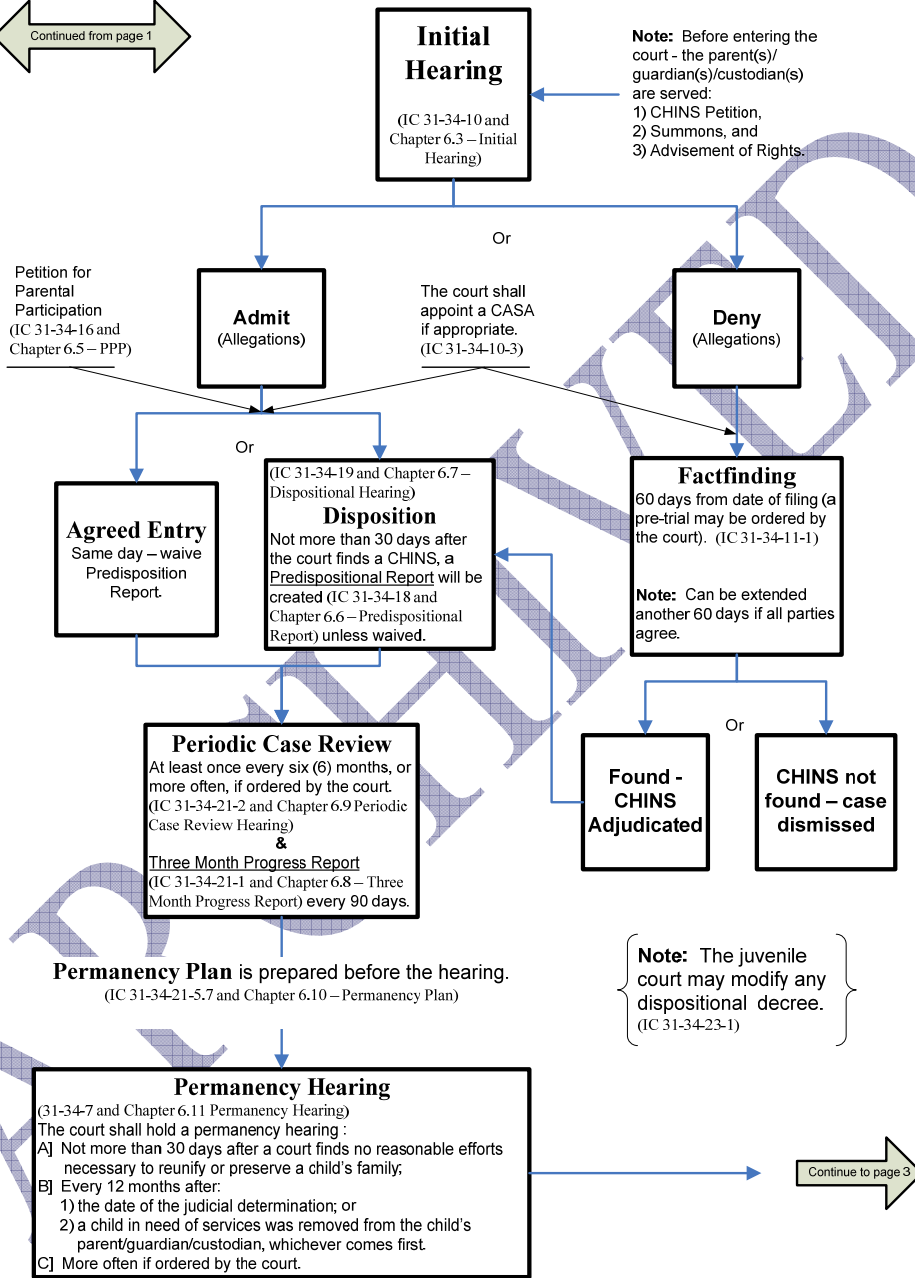 Continued from page 1
Initial
Hearing
(IC 31-34-10 and
Chapter 6.3 – Initial
Hearing)
Note: Before entering the
court - the parent(s)/
guardian(s)/custodian(s)
are served:
1) CHINS Petition,
2) Summons, and
3) Advisement of Rights.
Or
Petition for
Parental
Participation
(IC 31-34-16 and
Chapter 6.5 – PPP)
Admit
(Allegations)
The court shall
appoint a CASA
if appropriate.
(IC 31-34-10-3)
Deny
(Allegations)
Or
Agreed Entry
Same day – waive
Predisposition
Report.
(IC 31-34-19 and Chapter 6.7 –
Dispositional Hearing)
Disposition
Not more than 30 days after
the court finds a CHINS, a
Predispositional Report will be
created (IC 31-34-18 and
Chapter 6.6 – Predispositional
Report) unless waived.
Factfinding
60 days from date of filing (a
pre-trial may be ordered by
the court). (IC 31-34-11-1)
Note: Can be extended
another 60 days if all parties
agree.
Periodic Case Review
At least once every six (6) months, or
more often, if ordered by the court.
(IC 31-34-21-2 and Chapter 6.9 Periodic
Case Review Hearing)
&
Three Month Progress Report
(IC 31-34-21-1 and Chapter 6.8 – Three
Month Progress Report) every 90 days.
Or
Found -
CHINS
Adjudicated
CHINS not
found – case
dismissed
Permanency Plan is prepared before the hearing.
(IC 31-34-21-5.7 and Chapter 6.10 – Permanency Plan)
Note: The juvenile
court may modify any
dispositional decree.
(IC 31-34-23-1)
Permanency Hearing
(31-34-7 and Chapter 6.11 Permanency Hearing)
The court shall hold a permanency hearing :
A] Not more than 30 days after a court finds no reasonable efforts
necessary to reunify or preserve a child's family;
B] Every 12 months after:
1) the date of the judicial determination; or
2) a child in need of services was removed from the child's
parent/guardian/custodian, whichever comes first.
C] More often if ordered by the court.
Continue to page 3
ARCHIVED